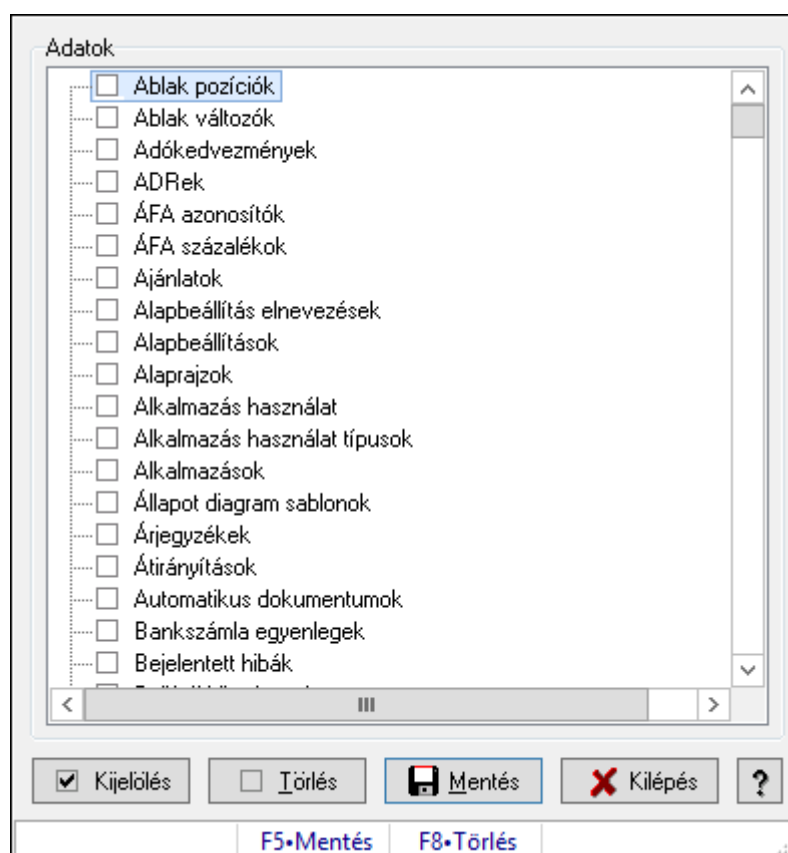 Adatok
Ablak pozíciók
Ablak változók
Adókedvezmények
ADRek
ÁFA azonosítók
ÁFA százalékok
Ajánlatok
Alapbeállítás elnevezések
Alapbeállítások
Alaprajzok
Alkalmazás használat
Alkalmazás használat típusok
Alkalmazások
Állapot diagram sablonok
Árjegyzékek
Átirányítások
Automatikus dokumentumok
Bankszámla egyenlegek
Bejelentett hibák
Kijelölés Törlés Mentés Kilépés ?
F5•Mentés F8•Törlés